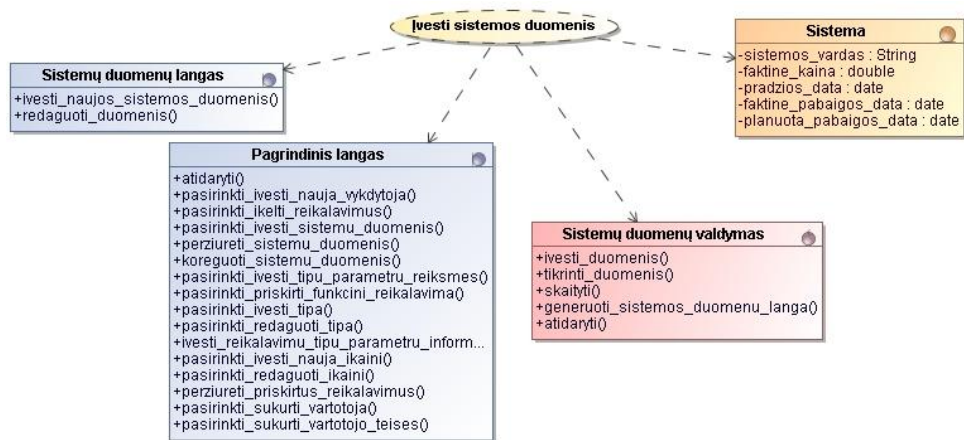 Įvesti sistemos duomenis
Sistema
-sistemos_vardas : String
-faktine_kaina : double
-pradzios_data : date
-faktine_pabaigos_data : date
-planuota_pabaigos_data : date
Sistemų duomenų langas
+ivesti_naujos_sistemos_duomenis()
+redaguoti_duomenis()
Pagrindinis langas
+atidaryti()
+pasirinkti_ivesti_nauja_vykdytoja()
+pasirinkti_ikelti_reikalavimus()
+pasirinkti_ivesti_sistemu_duomenis()
+perziureti_sistemu_duomenis()
+koreguoti_sistemu_duomenis()
+pasirinkti_ivesti_tipu_parametru_reiksmes()
+pasirinkti_priskirti_funkcini_reikalavima()
+pasirinkti_ivesti_tipa()
+pasirinkti_redaguoti_tipa()
+ivesti_reikalavimu_tipu_parametru_inform...
+pasirinkti_ivesti_nauja_ikaini()
+pasirinkti_redaguoti_ikaini()
+perziureti_priskirtus_reikalavimus()
+pasirinkti_sukurti_vartotoja()
+pasirinkti_sukurti_vartotojo_teises()
Sistemų duomenų valdymas
+ivesti_duomenis()
+tikrinti_duomenis()
+skaityti()
+generuoti_sistemos_duomenu_langa()
+atidaryti()